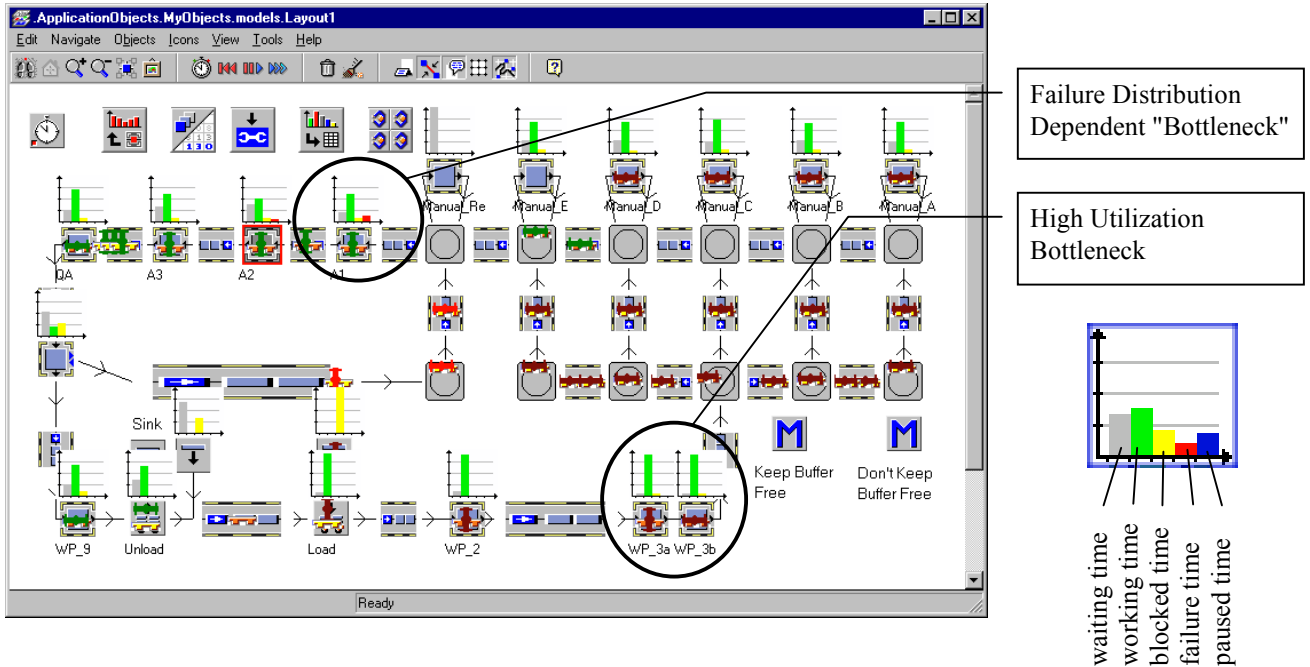 .ApplicationObjects.MyObjects.models.Layout1
Edit Navigate Objects Icons View Tools Help
Failure Distribution
Dependent "Bottleneck"
High Utilization
Bottleneck
Manual_Re Manual_E Manual_D Manual_C Manual_B Manual_A
QA A3 A2 A1
Sink
Keep Buffer
Free
Don't Keep
Buffer Free
WP_9 Unload Load WP_2 WP_3a WP_3b
Ready
waiting time
working time
blocked time
failure time
paused time